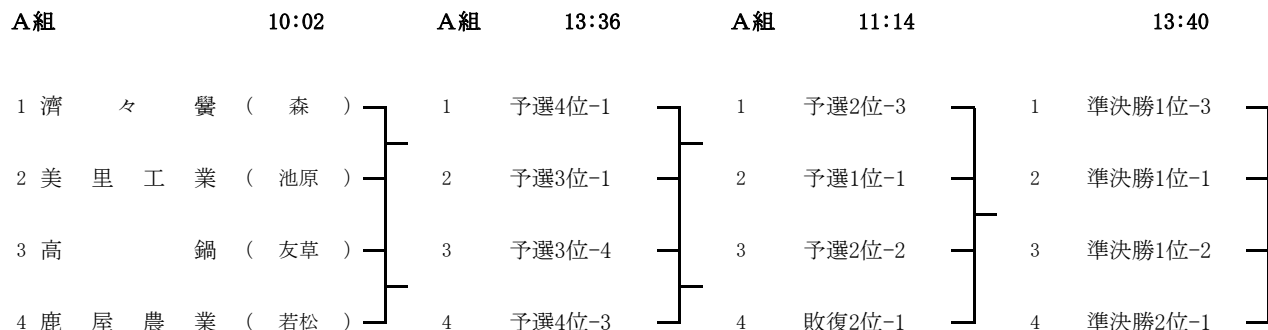 A組 10:02 A組 13:36 A組 11:14 13:40
1 濟々黌 ( 森 ) 1 予選4位-1 1 予選2位-3 1 準決勝1位-3
2 美里工業 ( 池原 ) 2 予選3位-1 2 予選1位-1 2 準決勝1位-1
3 高鍋 ( 友草 ) 3 予選3位-4 3 予選2位-2 3 準決勝1位-2
4 鹿屋農業 ( 若松 ) 4 予選4位-3 4 敗復2位-1 4 準決勝2位-1